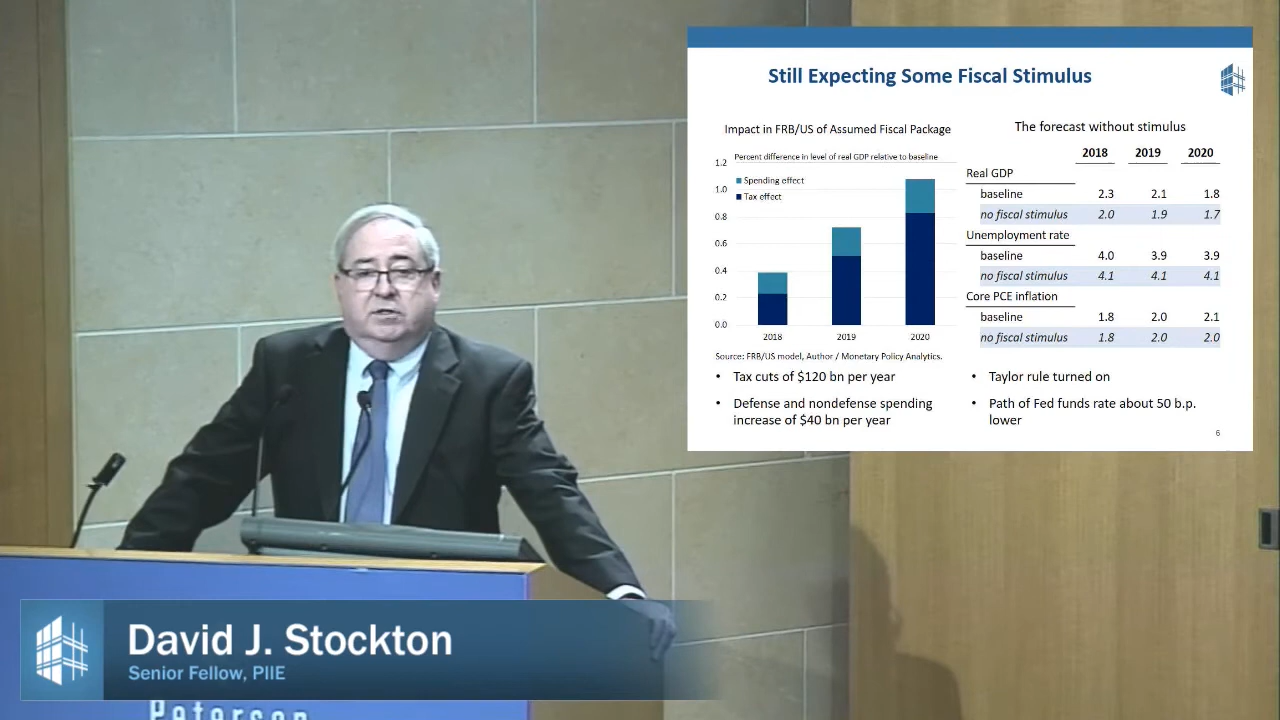 Still Expecting Some Fiscal Stimulus
Impact in FRB/US of Assumed Fiscal Package
Percent difference in level of real GDP relative to baseline
1.2
1.0
0.8
0.6
0.4
0.2
0.0
Spending effect
Tax effect
2018 2019 2020
Source: FRB/US model, Author / Monetary Policy Analytics.
• Tax cuts of $120 bn per year
• Defense and nondefense spending
increase of $40 bn per year
The forecast without stimulus
2018 2019 2020
Real GDP
baseline 2.3 2.1 1.8
no fiscal stimulus 2.0 1.9 1.7
Unemployment rate
baseline 4.0 3.9 3.9
no fiscal stimulus 4.1 4.1 4.1
Core PCE inflation
baseline 1.8 2.0 2.1
no fiscal stimulus 1.8 2.0 2.0
• Taylor rule turned on
• Path of Fed funds rate about 50 b.p.
lower
6
David J. Stockton
Senior Fellow, PIIE
Peterson